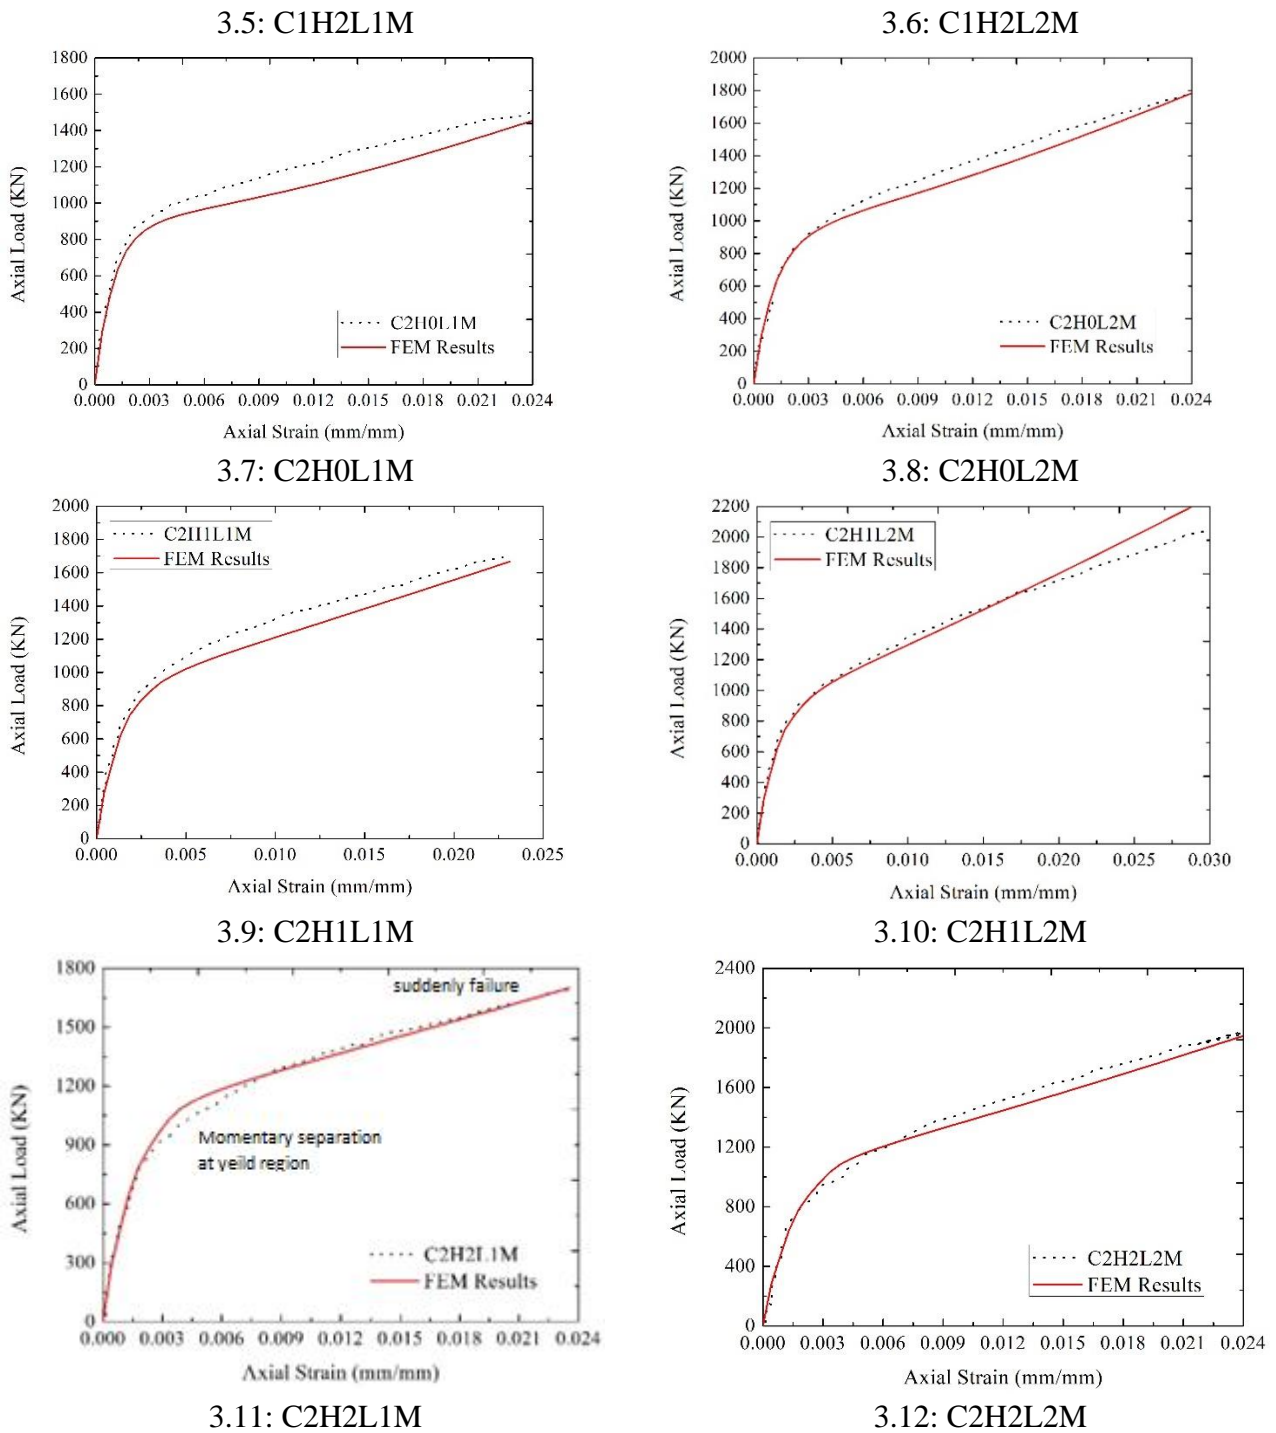 3.5: C1H2L1M
3.6: C1H2L2M
1800
1600
1400
1200
1000
800
600
400
200
0
Axial Load (KN)
C2H0L1M
FEM Results
0.000 0.003 0.006 0.009 0.012 0.015 0.018 0.021 0.024
Axial Strain (mm/mm)
2000
1800
1600
1400
1200
1000
800
600
400
200
0
Axial Load (KN)
C2H0L2M
FEM Results
0.000 0.003 0.006 0.009 0.012 0.015 0.018 0.021 0.024
Axial Strain (mm/mm)
3.7: C2H0L1M
3.8: C2H0L2M
2000
1800
1600
1400
1200
1000
800
600
400
200
0
Axial Load (KN)
C2H1L1M
FEM Results
0.000 0.005 0.010 0.015 0.020 0.025
Axial Strain (mm/mm)
2200
2000
1800
1600
1400
1200
1000
800
600
400
200
0
Axial Load (KN)
C2H1L2M
FEM Results
0.000 0.005 0.010 0.015 0.020 0.025 0.030
Axial Strain (mm/mm)
3.9: C2H1L1M
3.10: C2H1L2M
1800
1500
1200
900
600
300
0
Axial Load (KN)
suddenly failure
Momentary separation
at yeild region
C2H2L1M
FEM Results
0.000 0.003 0.006 0.009 0.012 0.015 0.018 0.021 0.024
Axial Strain (mm/mm)
2400
2000
1600
1200
800
400
0
Axial Load (KN)
C2H2L2M
FEM Results
0.000 0.003 0.006 0.009 0.012 0.015 0.018 0.021 0.024
Axial Strain (mm/mm)
3.11: C2H2L1M
3.12: C2H2L2M